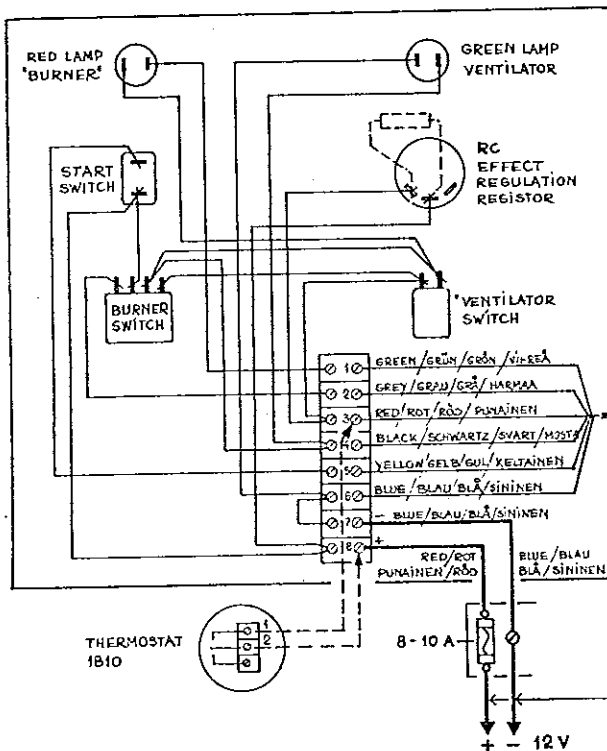 RED LAMP
"BURNER"
GREEN LAMP
VENTILATOR
START
SWITCH
RC
EFFECT
REGULATION
REGISTOR
BURNER
SWITCH
"VENTILATOR
SWITCH
1 GREEN/GRÜN/GRÖN/VIHREÄ
2 GREY/GRAU/GRÅ/HARMAA
3 RED/ROT/RÖD/PUNAINEN
4 BLACK/SCHWARTZ/SVART/MUSTA
5 YELLOW/GELB/GUL/KELTAINEN
6 BLUE/BLAU/BLÅ/SININEN
7 - BLUE/BLAU/BLÅ/SININEN
8 +
RED/ROT
PUNAINEN/RÖD
BLUE/BLAU
BLÅ/SININEN
THERMOSTAT
1810
1
2
8-10 A
+ - 12 V